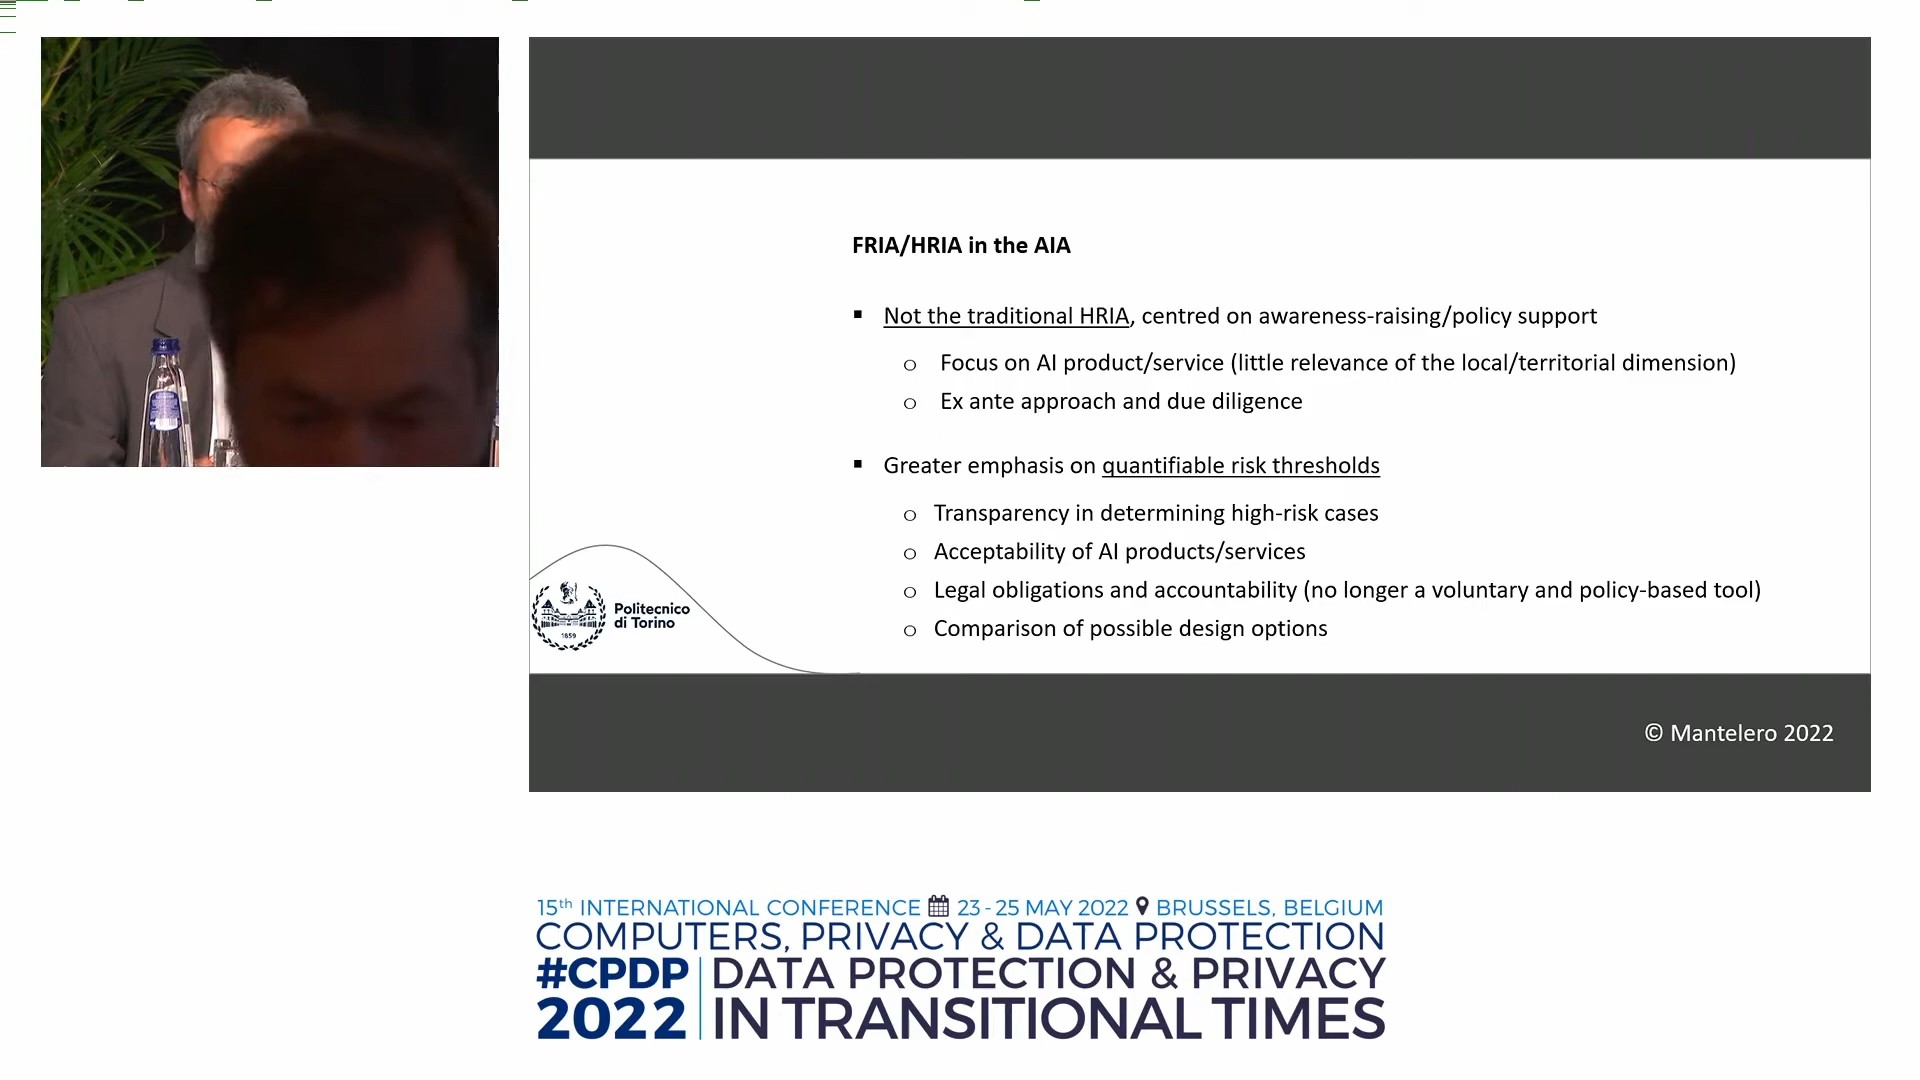 FRIA/HRIA in the AIA
Not the traditional HRIA, centred on awareness-raising/policy support
Focus on AI product/service (little relevance of the local/territorial dimension)
Ex ante approach and due diligence
Greater emphasis on quantifiable risk thresholds
Transparency in determining high-risk cases
Acceptability of AI products/services
Legal obligations and accountability (no longer a voluntary and policy-based tool)
Comparison of possible design options
1859
Politecnico
di Torino
© Mantelero 2022
15th INTERNATIONAL CONFERENCE 23-25 MAY 2022 BRUSSELS, BELGIUM
COMPUTERS, PRIVACY & DATA PROTECTION
#CPDP DATA PROTECTION & PRIVACY
2022 IN TRANSITIONAL TIMES